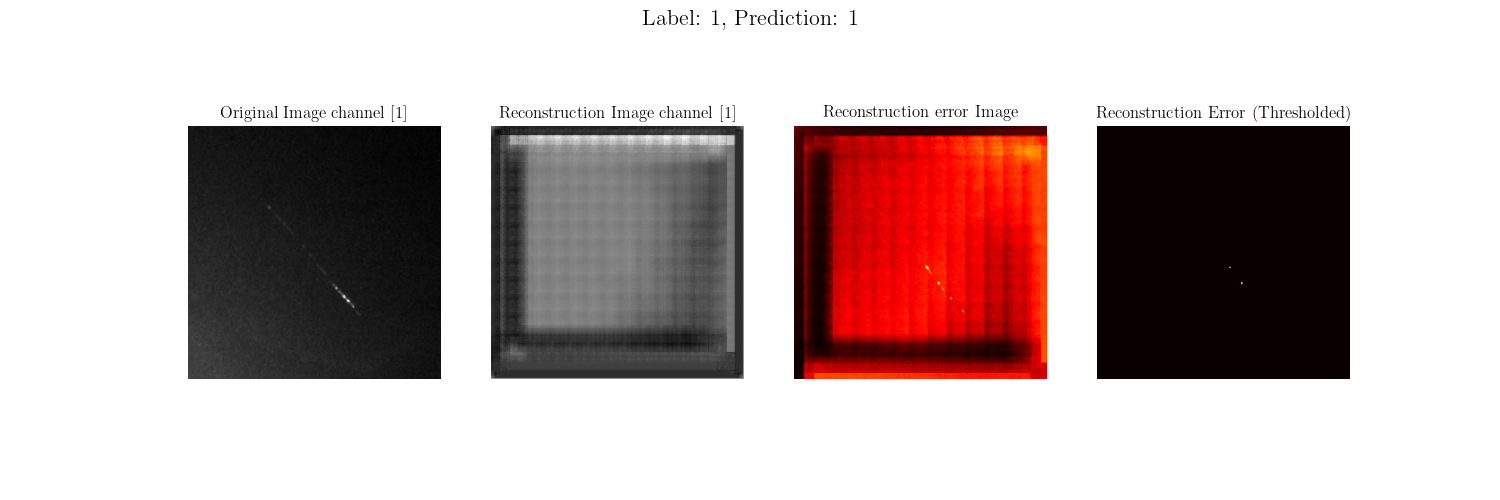 Label: 1, Prediction: 1
Original Image channel [1]
Reconstruction Image channel [1]
Reconstruction error Image
Reconstruction Error (Thresholded)